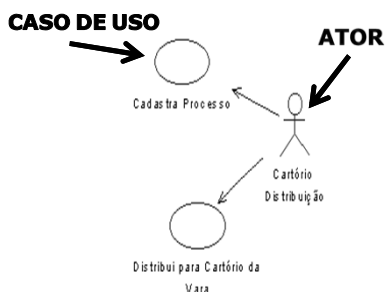 CASO DE USO
ATOR
Cadastra Processo
Cartório
Distribuição
Distribui para Cartório da
Vara